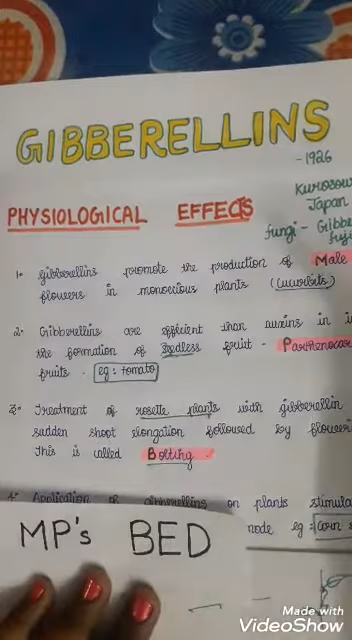 GIBBERELLINS
-1926
Kurosow
Japan
PHYSIOLOGICAL EFFECTS
fungi - Gibbe
fuji
1. Gibberellins promote the production of Male
flowers in monoecious plants (cucurbits)
2. Gibberellins are efficient than auxins in i
the formation of seedless fruit - Parthenocar
fruits. eg: tomato
3. Treatment of rosette plants with gibberellin
sudden shoot elongation followed by floweri
This is called Bolting
4. Application of gibberellins on plants stimula
node eg: (corn s
MP's BED
Made with
VideoShow